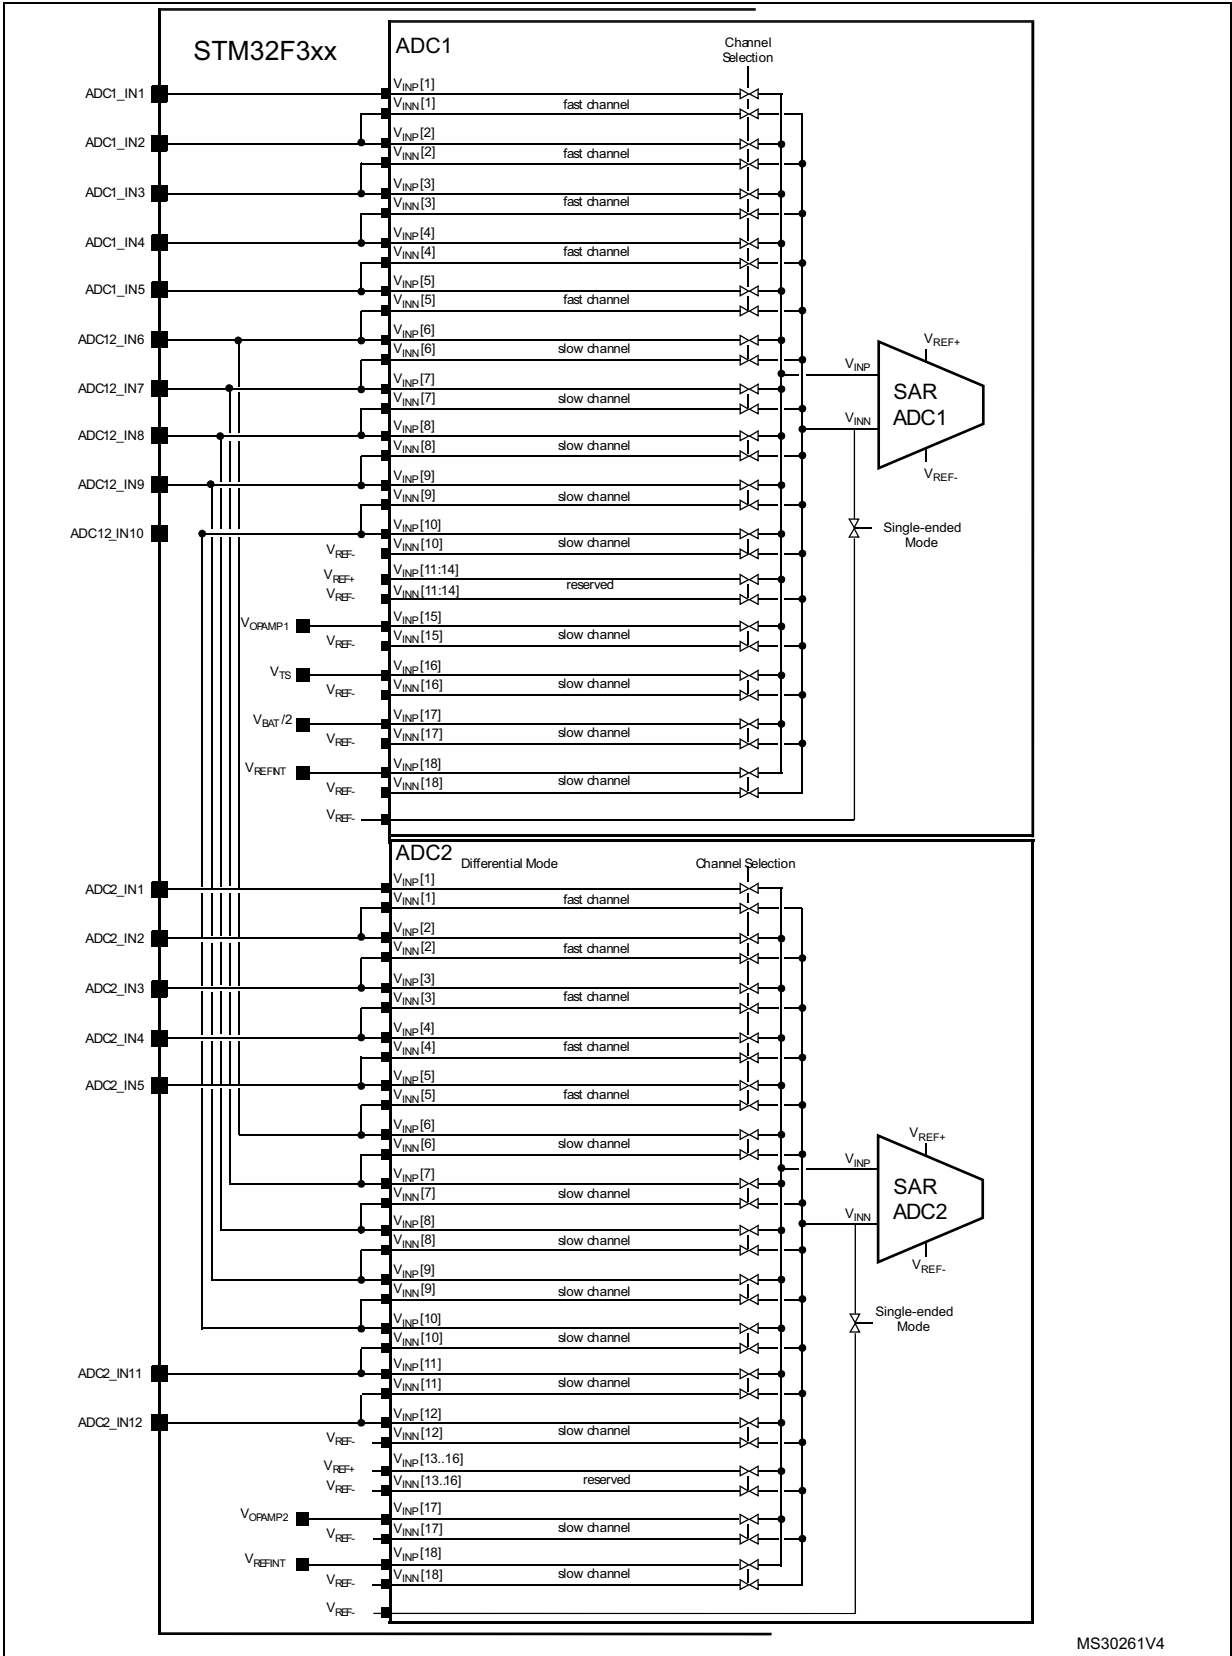 STM32F3xx
ADC1
Channel
Selection
ADC1_IN1
VINP[1]
VINN[1]
fast channel
ADC1_IN2
VINP[2]
VINN[2]
fast channel
ADC1_IN3
VINP[3]
VINN[3]
fast channel
ADC1_IN4
VINP[4]
VINN[4]
fast channel
ADC1_IN5
VINP[5]
VINN[5]
fast channel
ADC12_IN6
VINP[6]
VINN[6]
slow channel
ADC12_IN7
VINP[7]
VINN[7]
slow channel
ADC12_IN8
VINP[8]
VINN[8]
slow channel
ADC12_IN9
VINP[9]
VINN[9]
slow channel
ADC12_IN10
VINP[10]
VREF-
VINN[10]
slow channel
VREF+
VINP[11:14]
VREF-
VINN[11:14]
reserved
VOPAMP1
VINP[15]
VREF-
VINN[15]
slow channel
VTS
VINP[16]
VREF-
VINN[16]
slow channel
VBAT/2
VINP[17]
VREF-
VINN[17]
slow channel
VREFINT
VINP[18]
VREF-
VINN[18]
slow channel
VREF-
VREF+
VINP
SAR
ADC1
VINN
VREF-
Single-ended
Mode
ADC2
Differential Mode
Channel Selection
ADC2_IN1
VINP[1]
VINN[1]
fast channel
ADC2_IN2
VINP[2]
VINN[2]
fast channel
ADC2_IN3
VINP[3]
VINN[3]
fast channel
ADC2_IN4
VINP[4]
VINN[4]
fast channel
ADC2_IN5
VINP[5]
VINN[5]
fast channel
VINP[6]
VINN[6]
slow channel
VINP[7]
VINN[7]
slow channel
VINP[8]
VINN[8]
slow channel
VINP[9]
VINN[9]
slow channel
VINP[10]
VINN[10]
slow channel
ADC2_IN11
VINP[11]
VINN[11]
slow channel
ADC2_IN12
VINP[12]
VREF-
VINN[12]
slow channel
VREF+
VINP[13..16]
VREF-
VINN[13..16]
reserved
VOPAMP2
VINP[17]
VREF-
VINN[17]
slow channel
VREFINT
VINP[18]
VREF-
VINN[18]
slow channel
VREF-
VREF+
VINP
SAR
ADC2
VINN
VREF-
Single-ended
Mode
MS30261V4